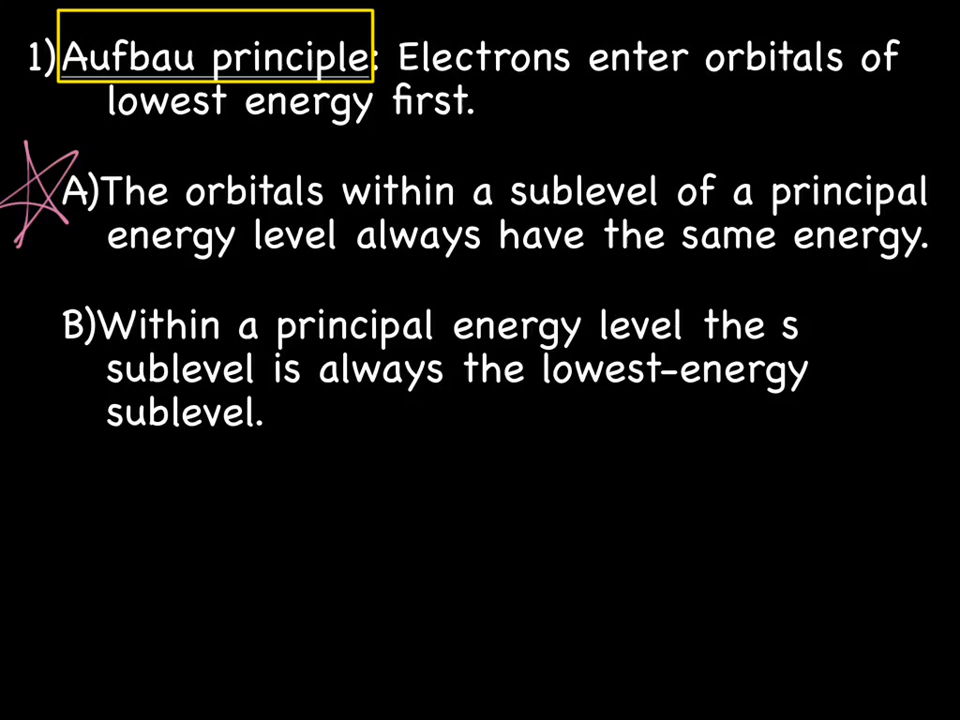 1) Aufbau principle: Electrons enter orbitals of
lowest energy first.
A) The orbitals within a sublevel of a principal
energy level always have the same energy.
B) Within a principal energy level the s
sublevel is always the lowest-energy
sublevel.